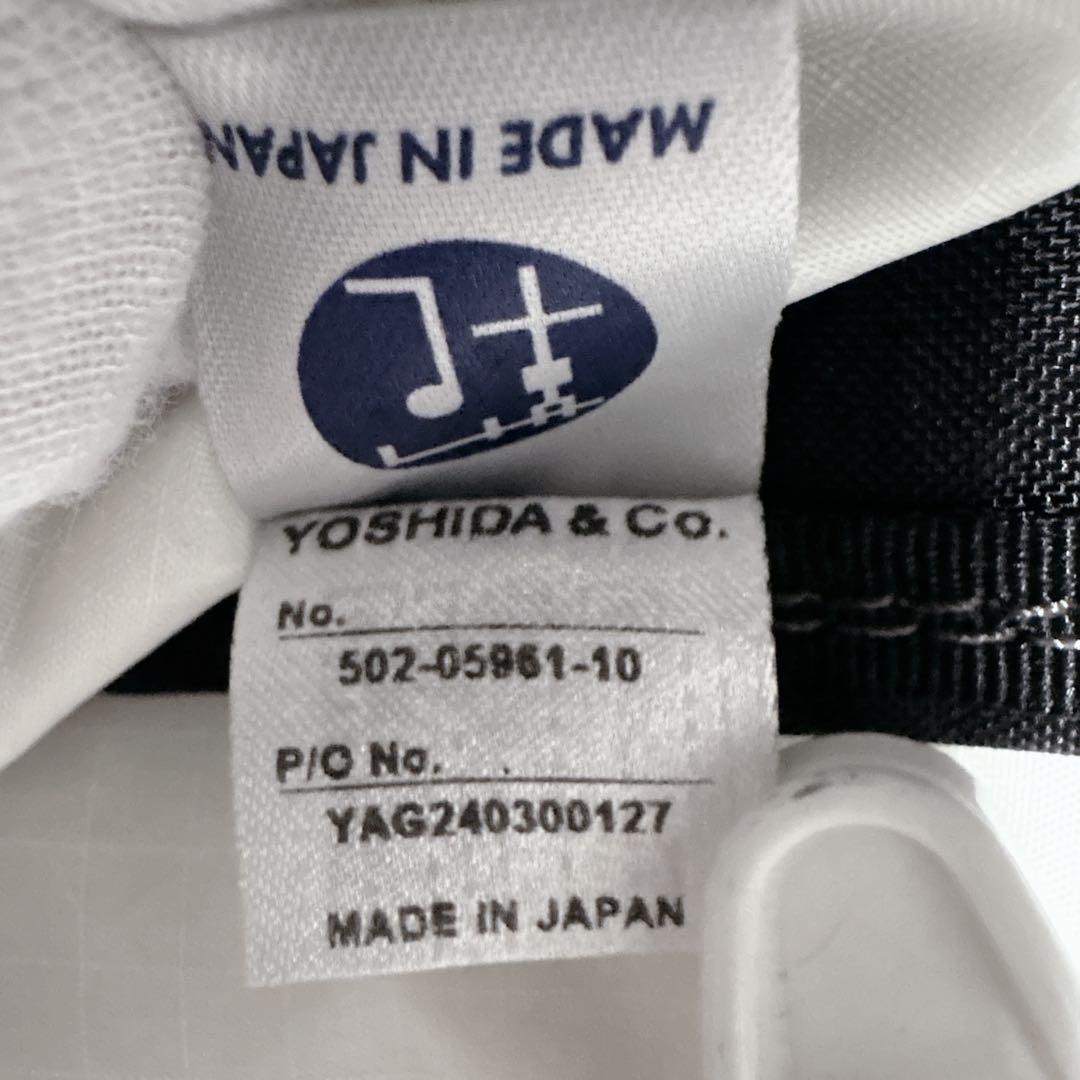 MADE IN JAPAN
YOSHIDA & Co.
No.
502-05961-10
P/O No.
YAG240300127
MADE IN JAPAN